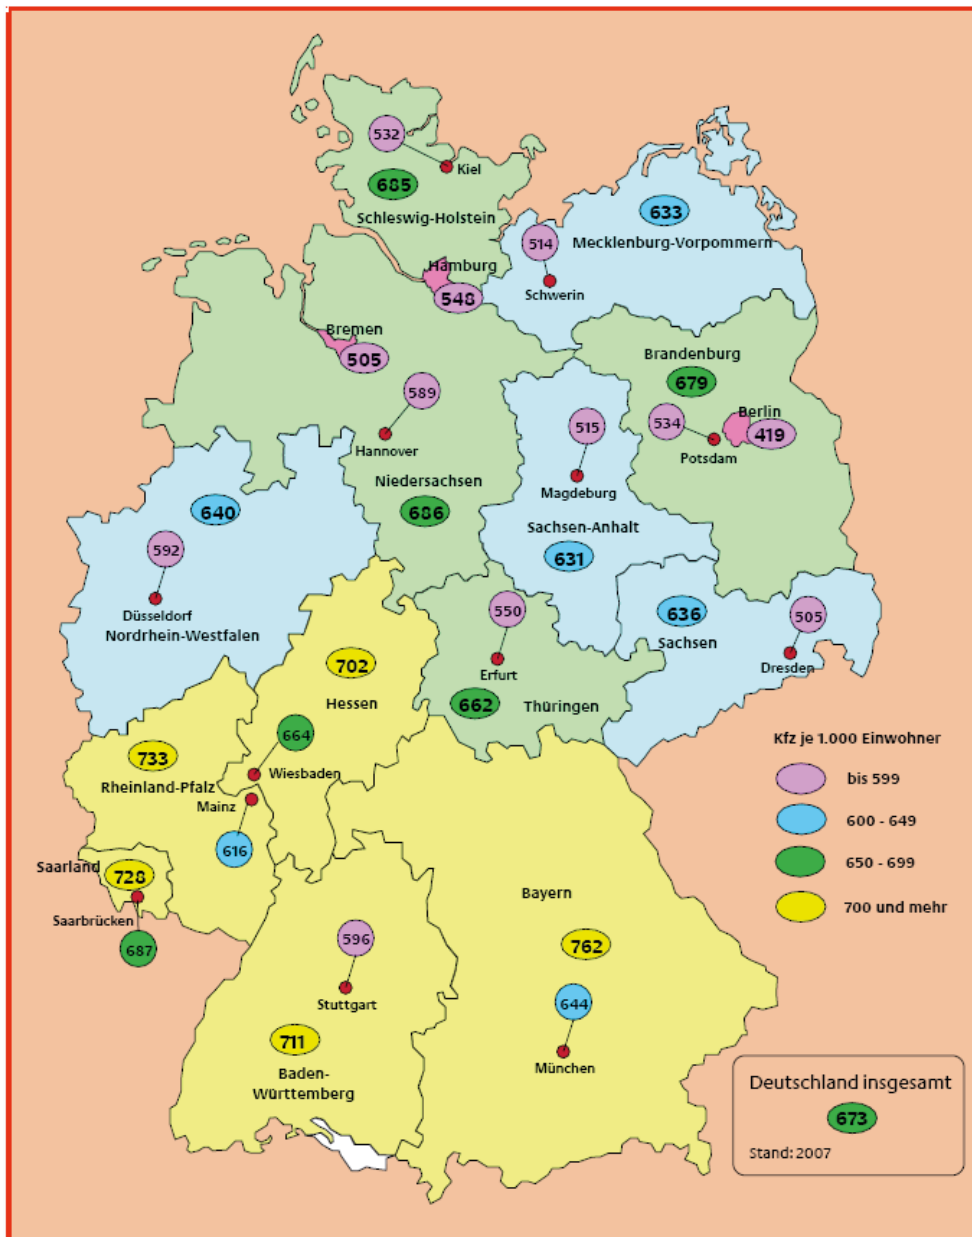 532
Kiel
685
Schleswig-Holstein
633
Mecklenburg-Vorpommern
514
Schwerin
Hamburg
548
Bremen
505
589
Hannover
Brandenburg
679
534
Potsdam
Berlin
419
515
Magdeburg
Niedersachsen
686
Sachsen-Anhalt
631
640
592
Düsseldorf
Nordrhein-Westfalen
636
Sachsen
505
Dresden
550
Erfurt
662
Thüringen
702
Hessen
664
Wiesbaden
733
Rheinland-Pfalz
Mainz
616
Saarland
728
Saarbrücken
687
Kfz je 1.000 Einwohner
bis 599
600 - 649
650 - 699
700 und mehr
Bayern
762
644
München
596
Stuttgart
711
Baden-
Württemberg
Deutschland insgesamt
673
Stand: 2007